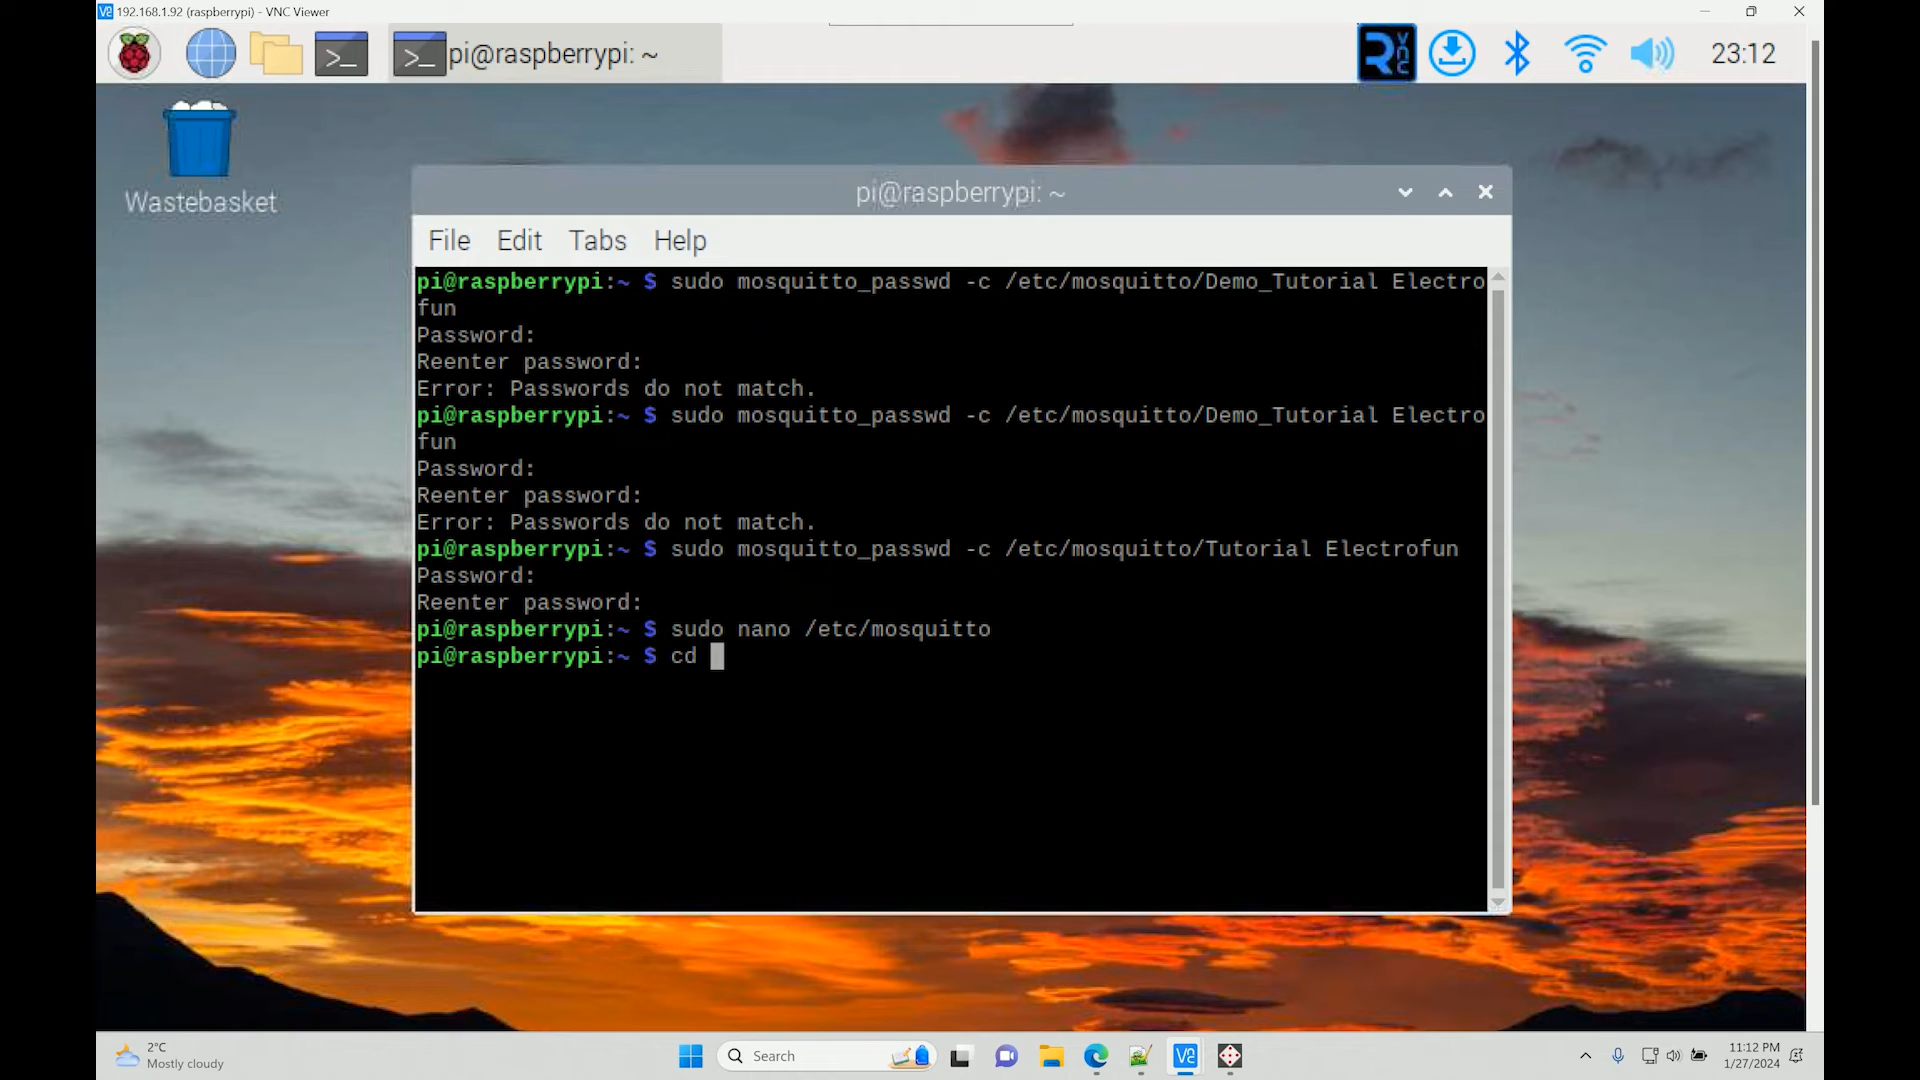 192.168.1.92 (raspberrypi) - VNC Viewer
pi@raspberrypi: ~
23:12
Wastebasket
pi@raspberrypi: ~
File Edit Tabs Help
pi@raspberrypi:~ $ sudo mosquitto_passwd -c /etc/mosquitto/Demo_Tutorial Electro
fun
Password:
Reenter password:
Error: Passwords do not match.
pi@raspberrypi:~ $ sudo mosquitto_passwd -c /etc/mosquitto/Demo_Tutorial Electro
fun
Password:
Reenter password:
Error: Passwords do not match.
pi@raspberrypi:~ $ sudo mosquitto_passwd -c /etc/mosquitto/Tutorial Electrofun
Password:
Reenter password:
pi@raspberrypi:~ $ sudo nano /etc/mosquitto
pi@raspberrypi:~ $ cd
2°C
Mostly cloudy
Search
11:12 PM
1/27/2024